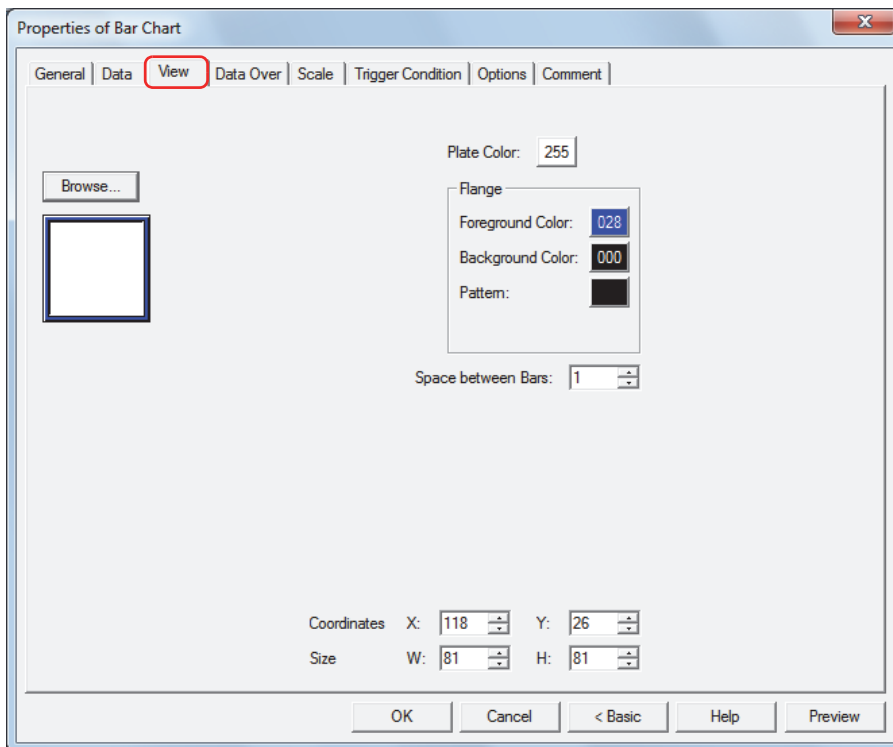 Properties of Bar Chart
General Data View Data Over Scale Trigger Condition Options Comment
Plate Color: 255
Browse...
Flange
Foreground Color: 028
Background Color: 000
Pattern:
Space between Bars: 1
Coordinates X: 118 Y: 26
Size W: 81 H: 81
OK Cancel < Basic Help Preview